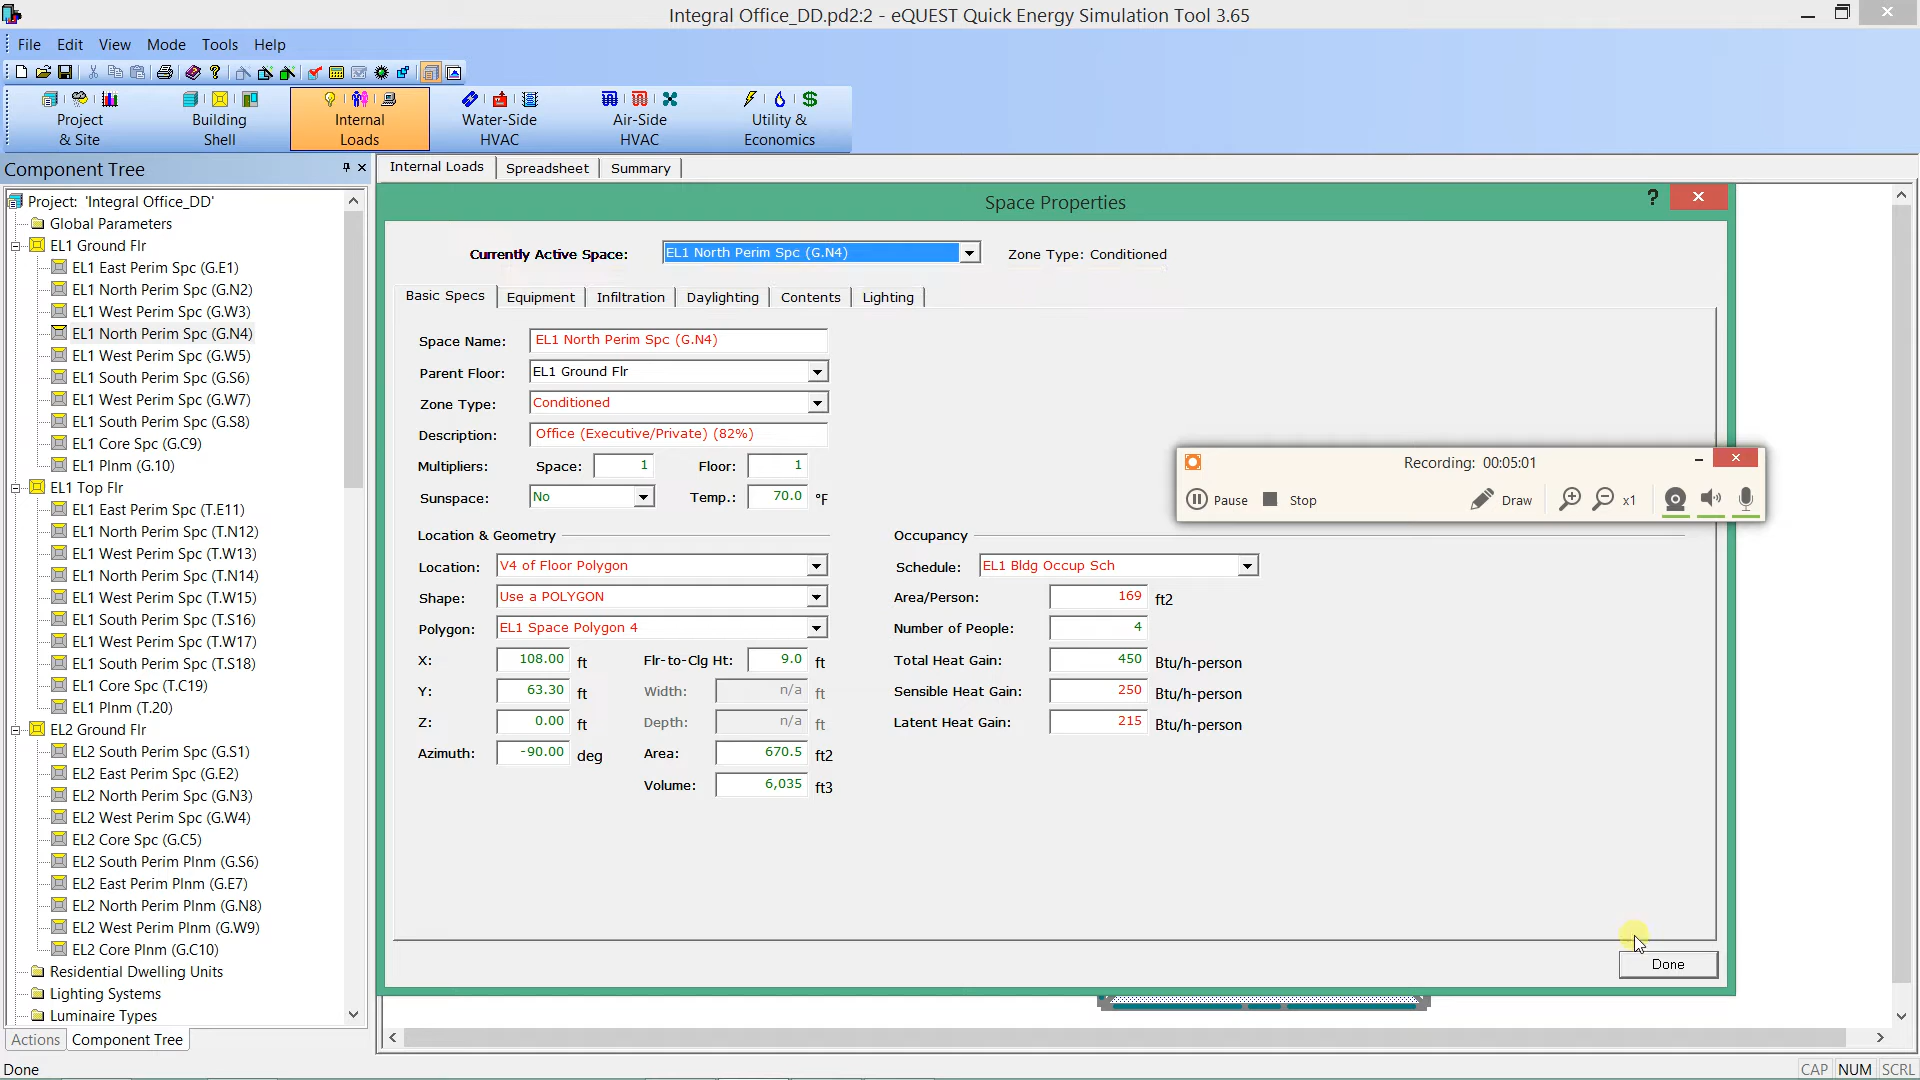 Integral Office_DD.pd2:2 - eQUEST Quick Energy Simulation Tool 3.65
File Edit View Mode Tools Help
Project & Site
Building Shell
Internal Loads
Water-Side HVAC
Air-Side HVAC
Utility & Economics
Component Tree
Project: 'Integral Office_DD'
Global Parameters
EL1 Ground Flr
EL1 East Perim Spc (G.E1)
EL1 North Perim Spc (G.N2)
EL1 West Perim Spc (G.W3)
EL1 North Perim Spc (G.N4)
EL1 West Perim Spc (G.W5)
EL1 South Perim Spc (G.S6)
EL1 West Perim Spc (G.W7)
EL1 South Perim Spc (G.S8)
EL1 Core Spc (G.C9)
EL1 Plnm (G.10)
EL1 Top Flr
EL1 East Perim Spc (T.E11)
EL1 North Perim Spc (T.N12)
EL1 West Perim Spc (T.W13)
EL1 North Perim Spc (T.N14)
EL1 West Perim Spc (T.W15)
EL1 South Perim Spc (T.S16)
EL1 West Perim Spc (T.W17)
EL1 South Perim Spc (T.S18)
EL1 Core Spc (T.C19)
EL1 Plnm (T.20)
EL2 Ground Flr
EL2 South Perim Spc (G.S1)
EL2 East Perim Spc (G.E2)
EL2 North Perim Spc (G.N3)
EL2 West Perim Spc (G.W4)
EL2 Core Spc (G.C5)
EL2 South Perim Plnm (G.S6)
EL2 East Perim Plnm (G.E7)
EL2 North Perim Plnm (G.N8)
EL2 West Perim Plnm (G.W9)
EL2 Core Plnm (G.C10)
Residential Dwelling Units
Lighting Systems
Luminaire Types
Actions Component Tree
Internal Loads Spreadsheet Summary
Space Properties
?
Currently Active Space: EL1 North Perim Spc (G.N4) Zone Type: Conditioned
Basic Specs Equipment Infiltration Daylighting Contents Lighting
Space Name: EL1 North Perim Spc (G.N4)
Parent Floor: EL1 Ground Flr
Zone Type: Conditioned
Description: Office (Executive/Private) (82%)
Multipliers: Space: 1 Floor: 1
Sunspace: No Temp.: 70.0 °F
Location & Geometry
Location: V4 of Floor Polygon
Shape: Use a POLYGON
Polygon: EL1 Space Polygon 4
X: 108.00 ft Flr-to-Clg Ht: 9.0 ft
Y: 63.30 ft Width: n/a ft
Z: 0.00 ft Depth: n/a ft
Azimuth: -90.00 deg Area: 670.5 ft2
Volume: 6,035 ft3
Occupancy
Schedule: EL1 Bldg Occup Sch
Area/Person: 169 ft2
Number of People: 4
Total Heat Gain: 450 Btu/h-person
Sensible Heat Gain: 250 Btu/h-person
Latent Heat Gain: 215 Btu/h-person
Recording: 00:05:01
Pause Stop Draw x1
Done
Done
CAP NUM SCRL